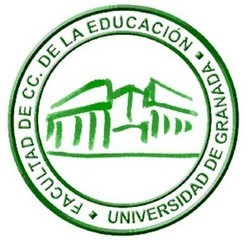 FACULTAD DE CC. DE LA EDUCACIÓN
UNIVERSIDAD DE GRANADA